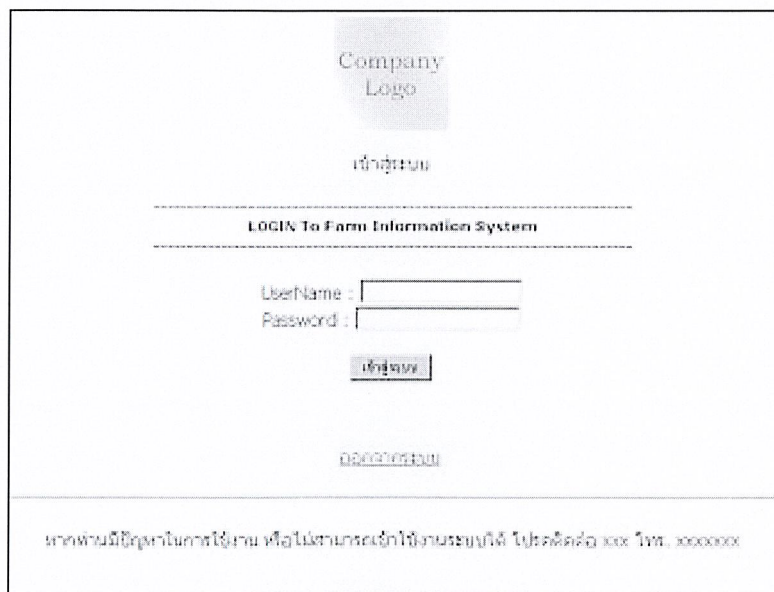 Company
Logo
เข้าสู่ระบบ
LOGIN To Farm Information System
UserName :
Password :
เข้าสู่ระบบ
ออกจากระบบ
หากท่านมีปัญหาในการใช้งาน หรือไม่สามารถเข้าใช้งานระบบได้ โปรดติดต่อ xxx โทร. xxxxxxxx